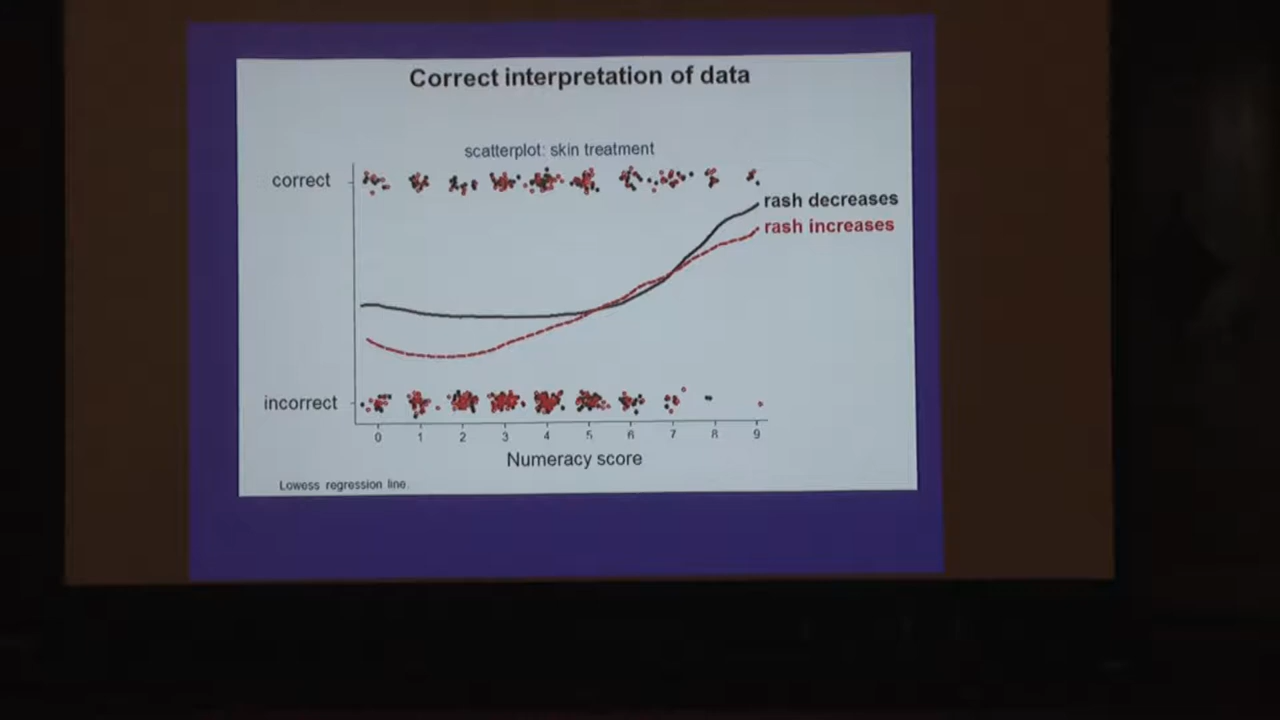 Correct interpretation of data
scatterplot: skin treatment
correct
rash decreases
rash increases
incorrect
0 1 2 3 4 5 6 7 8 9
Numeracy score
Lowess regression line.